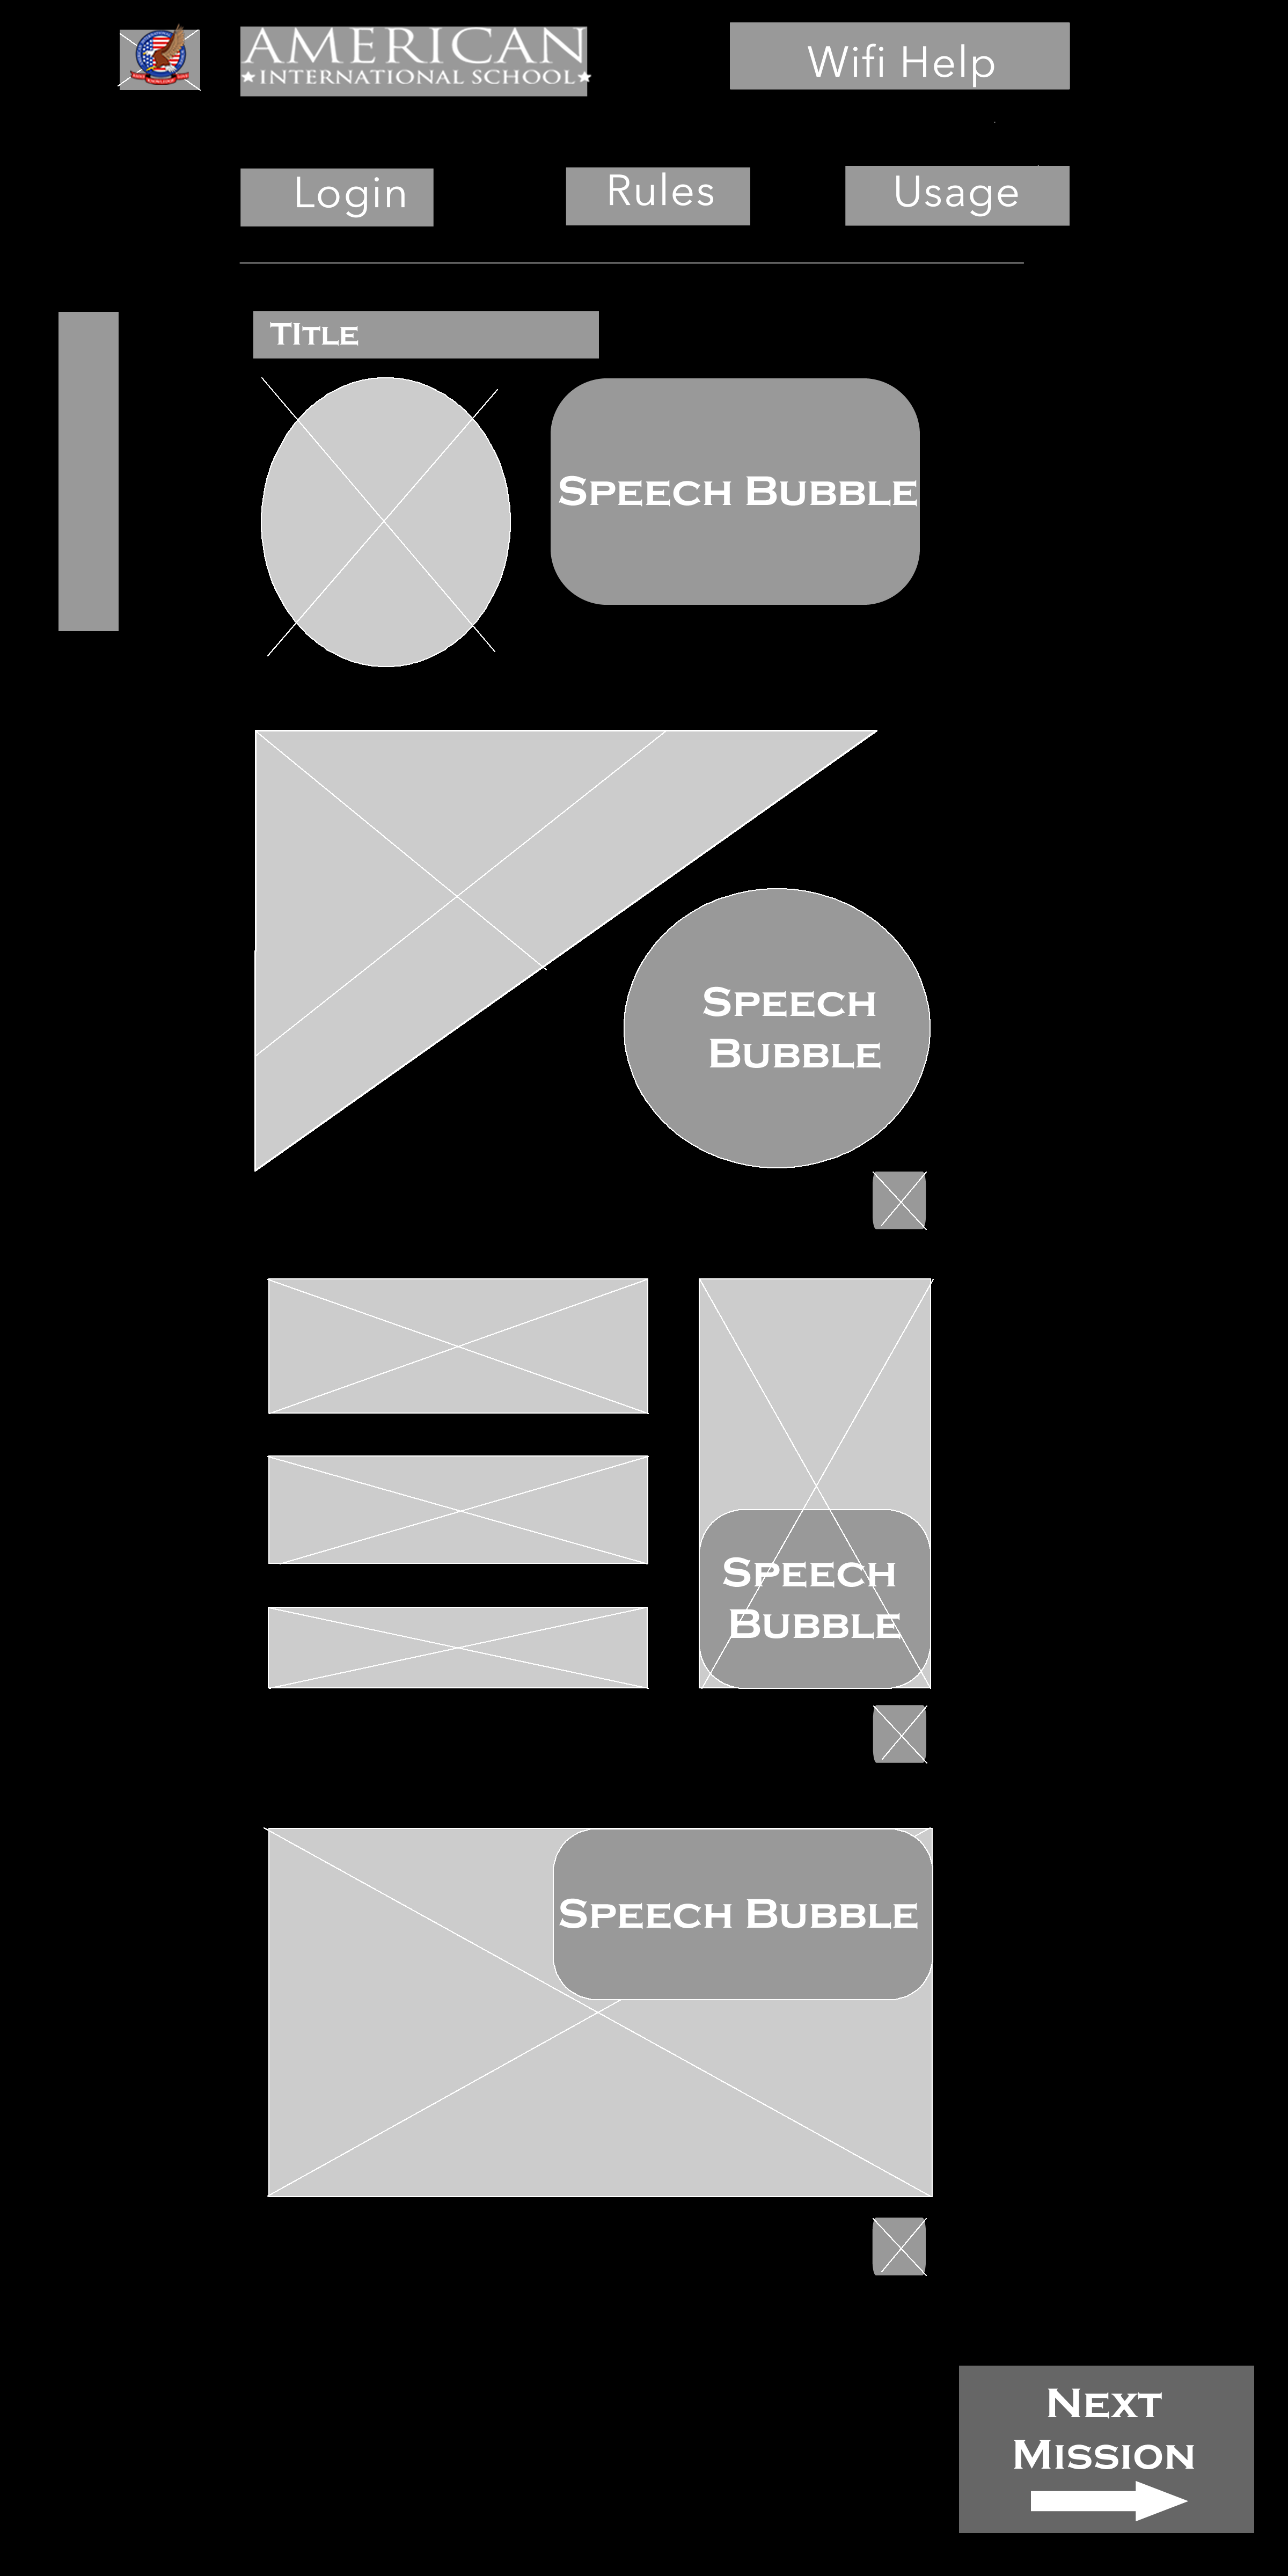 AMERICAN
★INTERNATIONAL SCHOOL★
Wifi Help
Login
Rules
Usage
TITLE
SPEECH BUBBLE
SPEECH
BUBBLE
SPEECH
BUBBLE
SPEECH BUBBLE
NEXT
MISSION